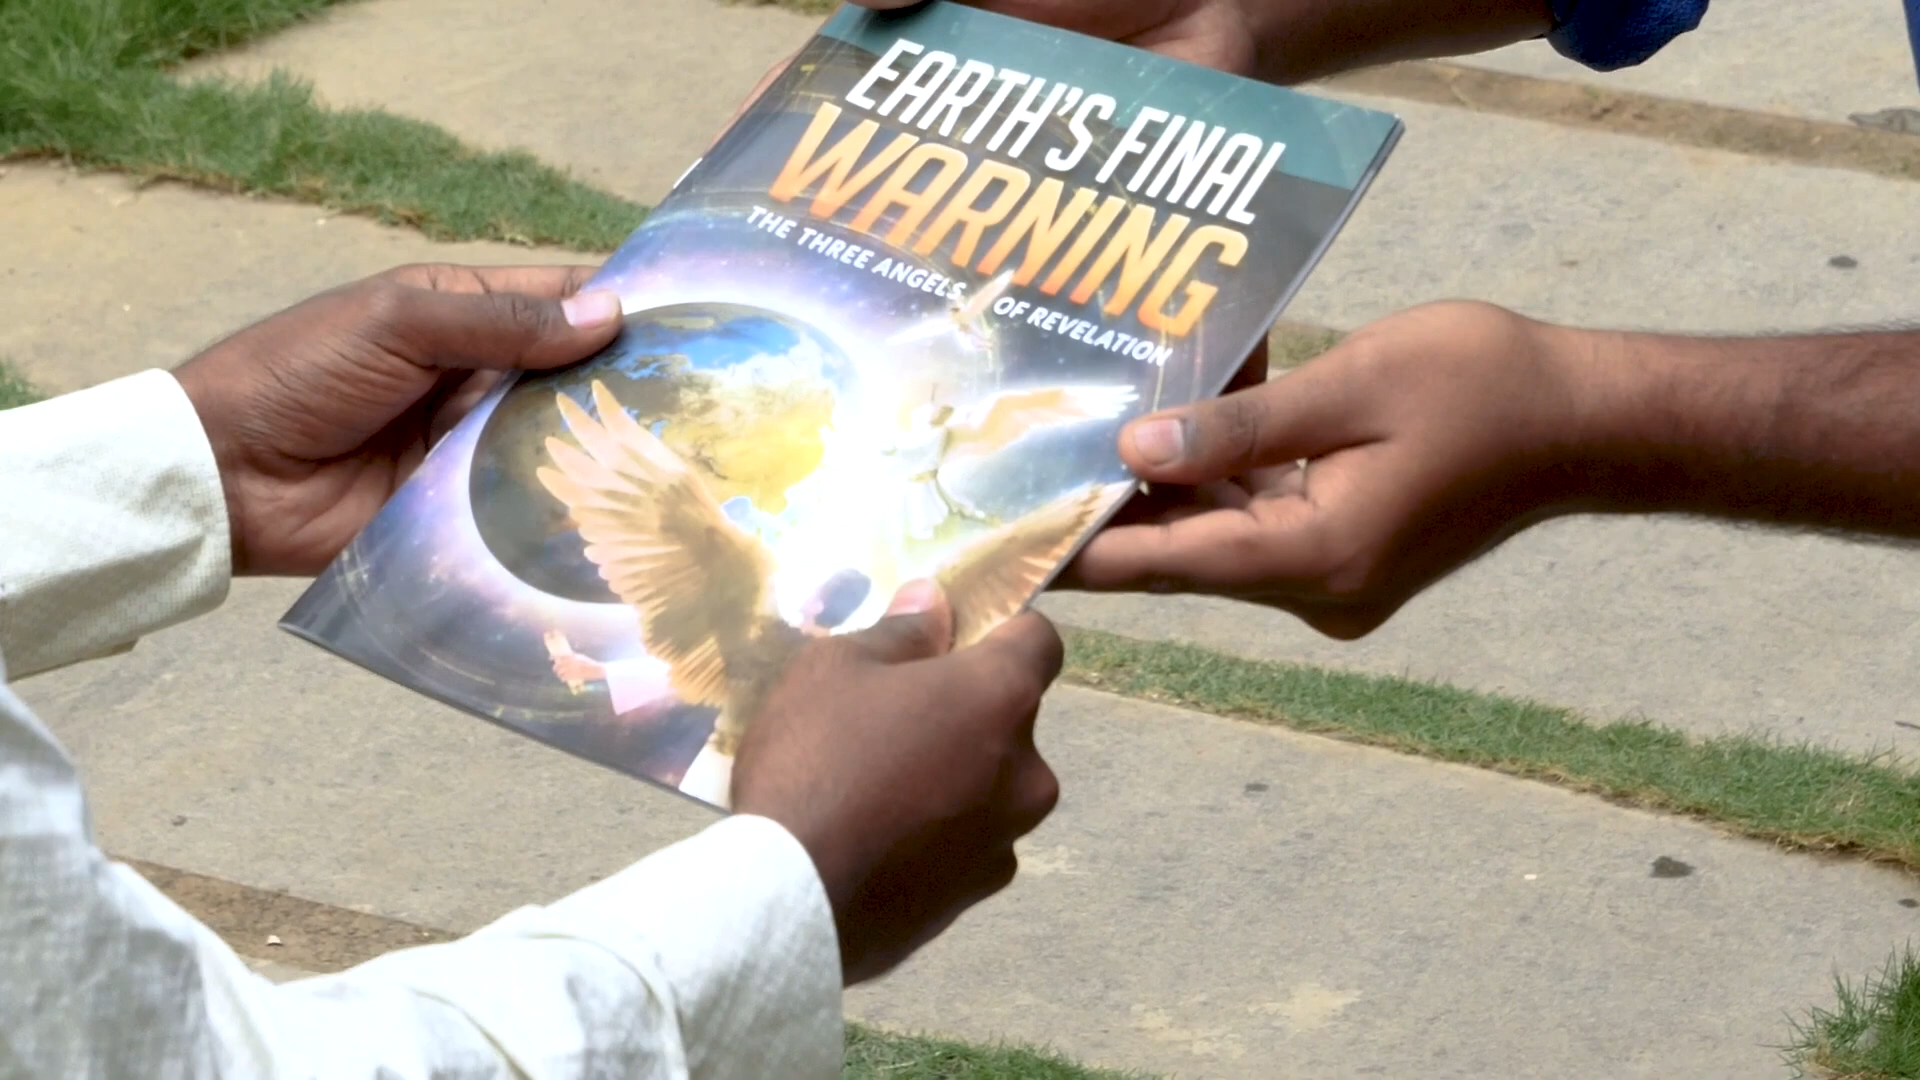 EARTH'S FINAL
WARNING
THE THREE ANGELS OF REVELATION